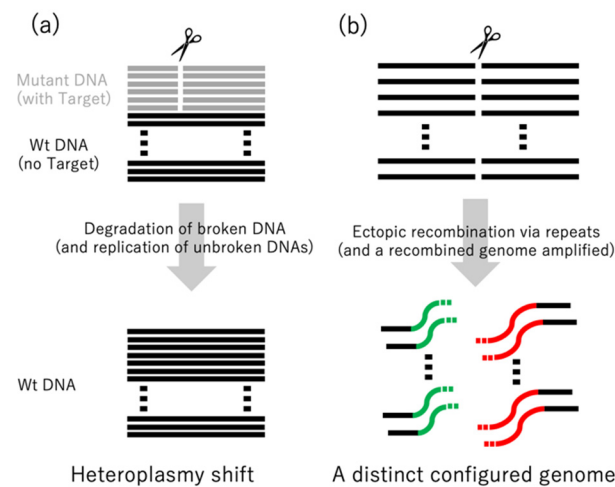 (a)
Mutant DNA
(with Target)
Wt DNA
(no Target)
Degradation of broken DNA
(and replication of unbroken DNAs)
Wt DNA
Heteroplasmy shift
(b)
Ectopic recombination via repeats
(and a recombined genome amplified)
A distinct configured genome